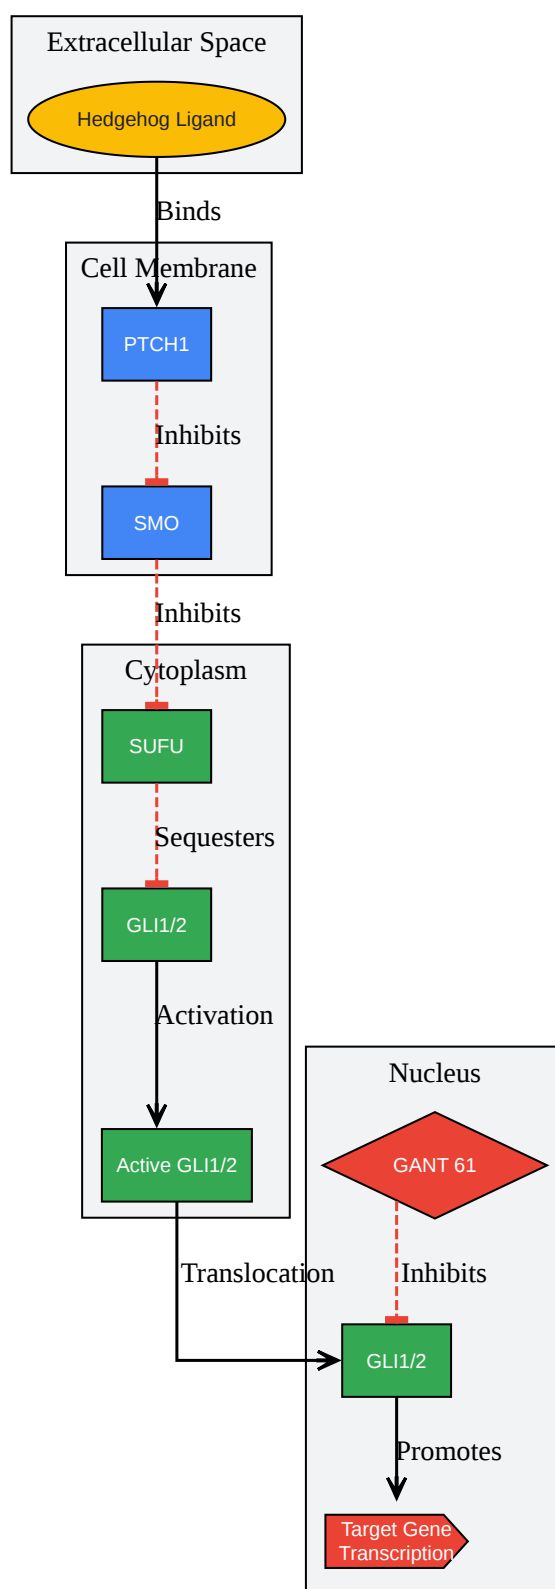 Extracellular Space
Hedgehog Ligand
Binds
Cell Membrane
PTCH1
Inhibits
SMO
Inhibits
Cytoplasm
SUFU
Sequesters
GLI1/2
Activation
Nucleus
Active GLI1/2
GANT 61
Translocation
Inhibits
GLI1/2
Promotes
Target Gene
Transcription